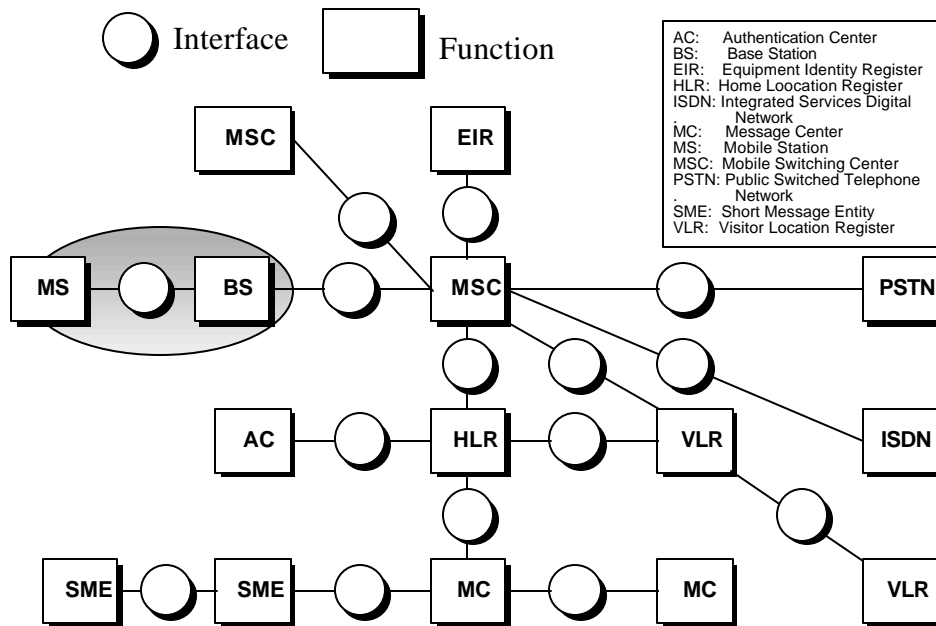 Interface
Function
AC: Authentication Center
BS: Base Station
EIR: Equipment Identity Register
HLR: Home Loocation Register
ISDN: Integrated Services Digital
. Network
MC: Message Center
MS: Mobile Station
MSC: Mobile Switching Center
PSTN: Public Switched Telephone
. Network
SME: Short Message Entity
VLR: Visitor Location Register
MSC
EIR
MS
BS
MSC
PSTN
AC
HLR
VLR
ISDN
SME
SME
MC
MC
VLR